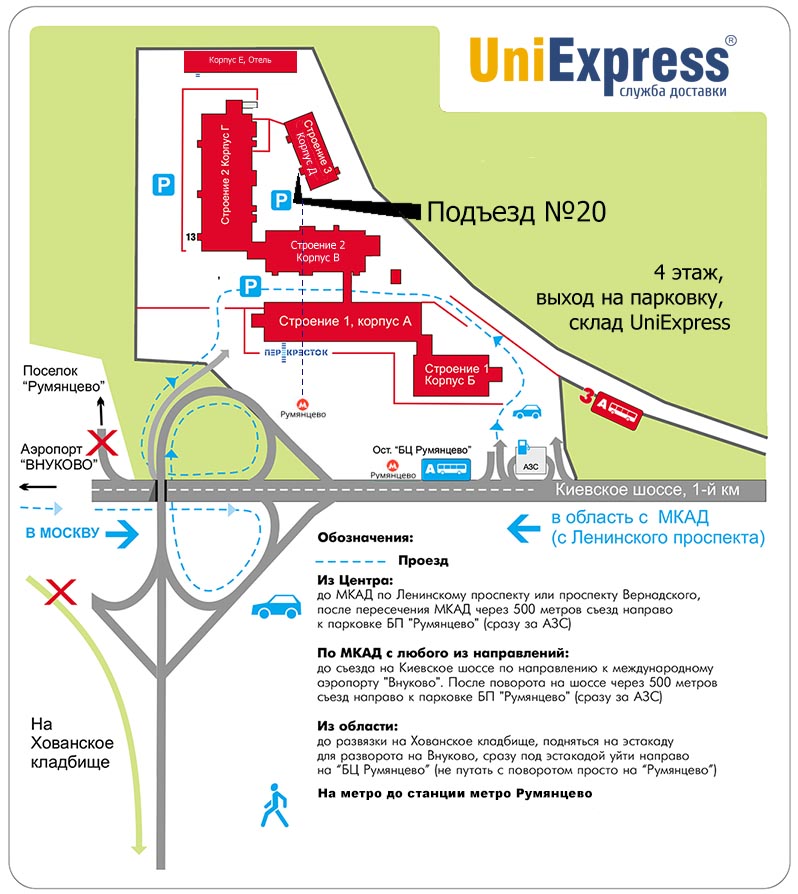 Корпус Е, Отель
UniExpress®
служба доставки
Строение 2 Корпус Г
Строение 3
Корпус Д
P
P
Подъезд №20
13
Строение 2
Корпус В
4 этаж,
выход на парковку,
склад UniExpress
P
Строение 1, корпус А
ПЕРЕКРЕСТОК
Строение 1
Корпус Б
Поселок
"Румянцево"
З
А
М
Румянцево
Аэропорт
"ВНУКОВО"
Ост. "БЦ Румянцево"
М
Румянцево
А
АЗС
Киевское шоссе, 1-й км
В МОСКВУ
в область с МКАД
(с Ленинского проспекта)
Обозначения:
Проезд
Из Центра:
до МКАД по Ленинскому проспекту или проспекту Вернадского,
после пересечения МКАД через 500 метров съезд направо
к парковке БП "Румянцево" (сразу за АЗС)
По МКАД с любого из направлений:
до съезда на Киевское шоссе по направлению к международному
аэропорту "Внуково". После поворота на шоссе через 500 метров
съезд направо к парковке БП "Румянцево" (сразу за АЗС)
Из области:
до развязки на Хованское кладбище, подняться на эстакаду
для разворота на Внуково, сразу под эстакадой уйти направо
на "БЦ Румянцево" (не путать с поворотом просто на "Румянцево")
На
Хованское
кладбище
На метро до станции метро Румянцево